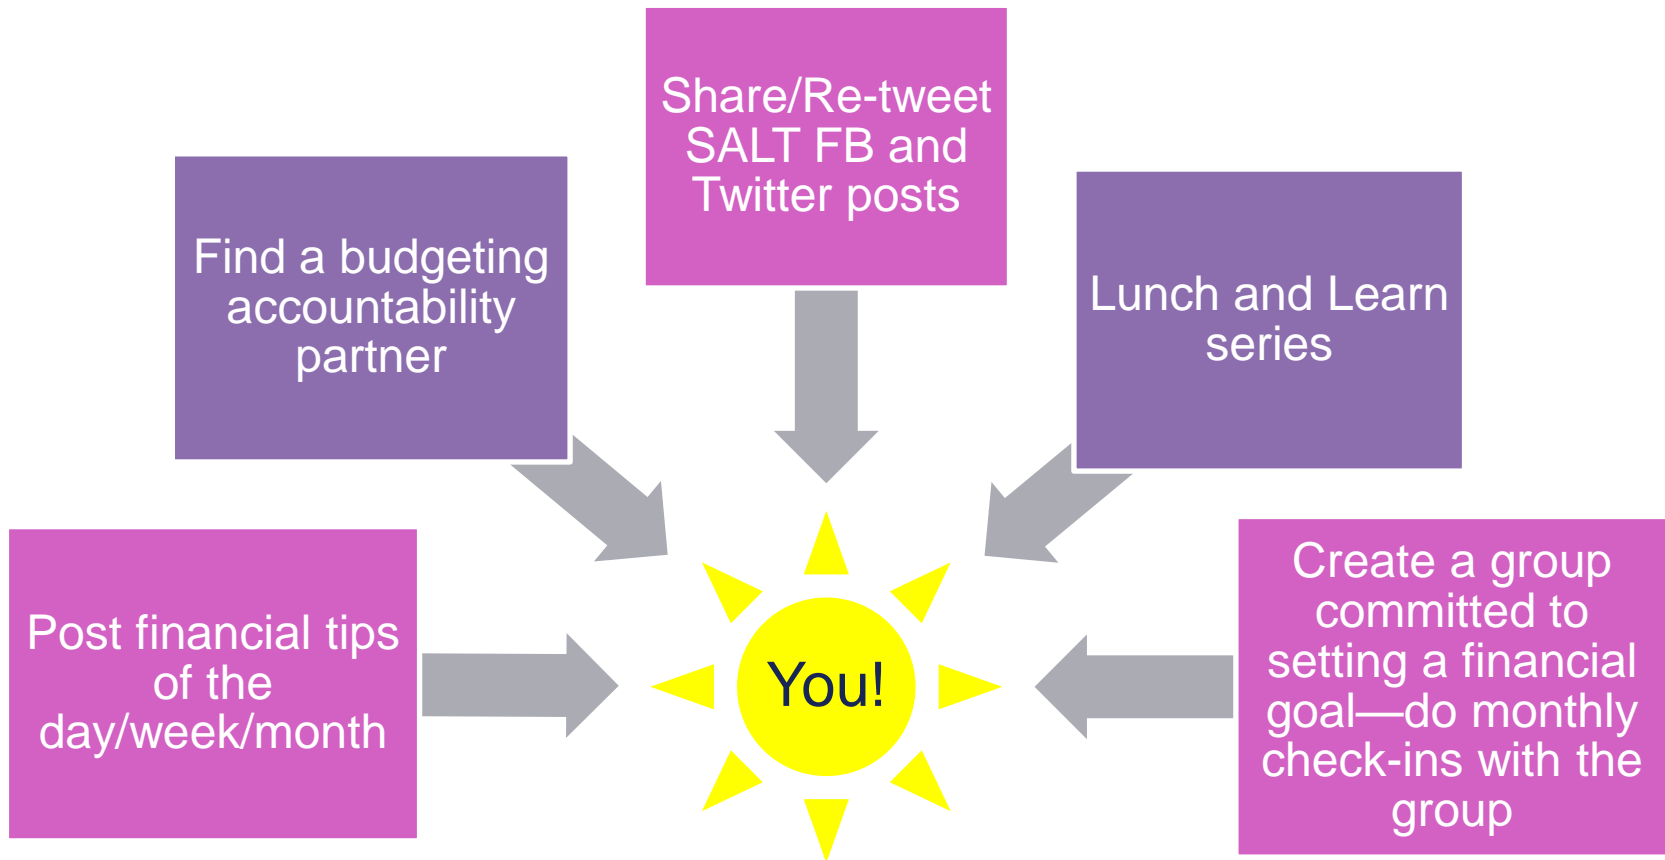 Share/Re-tweet
SALT FB and
Twitter posts
Find a budgeting
accountability
partner
Lunch and Learn
series
Post financial tips
of the
day/week/month
You!
Create a group
committed to
setting a financial
goal—do monthly
check-ins with the
group